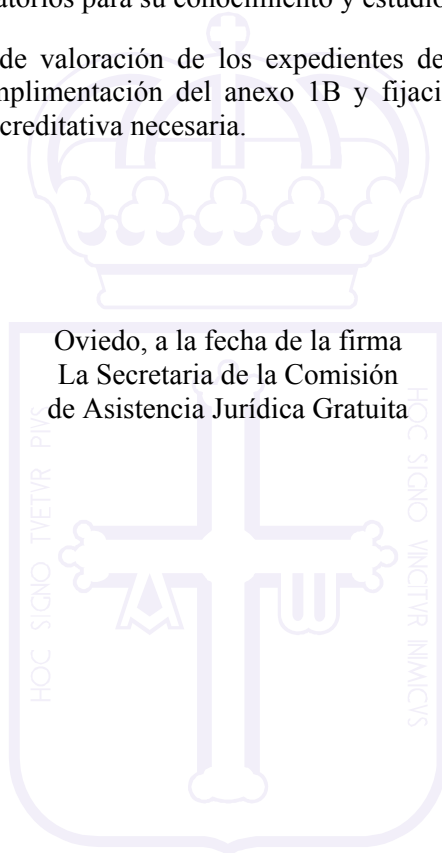 atorios para su conocimiento y estudio
de valoración de los expedientes de
mplimentación del anexo 1B y fijaci
creditativa necesaria.
Oviedo, a la fecha de la firma
La Secretaria de la Comisión
de Asistencia Jurídica Gratuita
HOC SIGNO TVETVR PIVS
HOC SIGNO VINCITVR INIMICVS